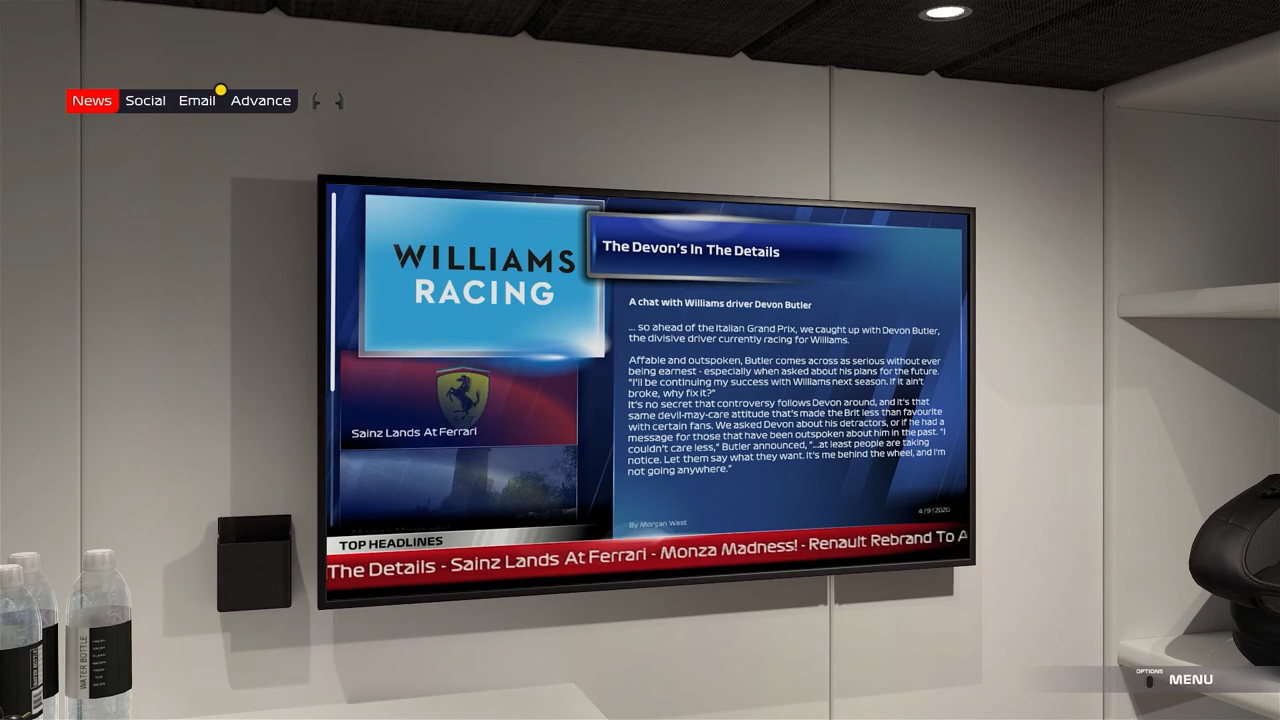 News Social Email Advance
WILLIAMS
RACING
The Devon's In The Details
A chat with Williams driver Devon Butler
... so ahead of the Italian Grand Prix, we caught up with Devon Butler,
the divisive driver currently racing for Williams.
Affable and outspoken, Butler comes across as serious without ever
being earnest - especially when asked about his plans for the future.
"I'll be continuing my success with Williams next season. If it ain't
broke, why fix it?"
It's no secret that controversy follows Devon around, and it's that
same devil-may-care attitude that's made the Brit less than favourite
with certain fans. We asked Devon about his detractors, or if he had a
message for those that have been outspoken about him in the past. "I
couldn't care less," Butler announced, "...at least people are taking
notice. Let them say what they want. It's me behind the wheel, and I'm
not going anywhere."
Sainz Lands At Ferrari
4/9/2020
By Morgan West
TOP HEADLINES
The Details - Sainz Lands At Ferrari - Monza Madness! - Renault Rebrand To A
WATER BOTTLE
WATER BOTTLE
OPTIONS
MENU